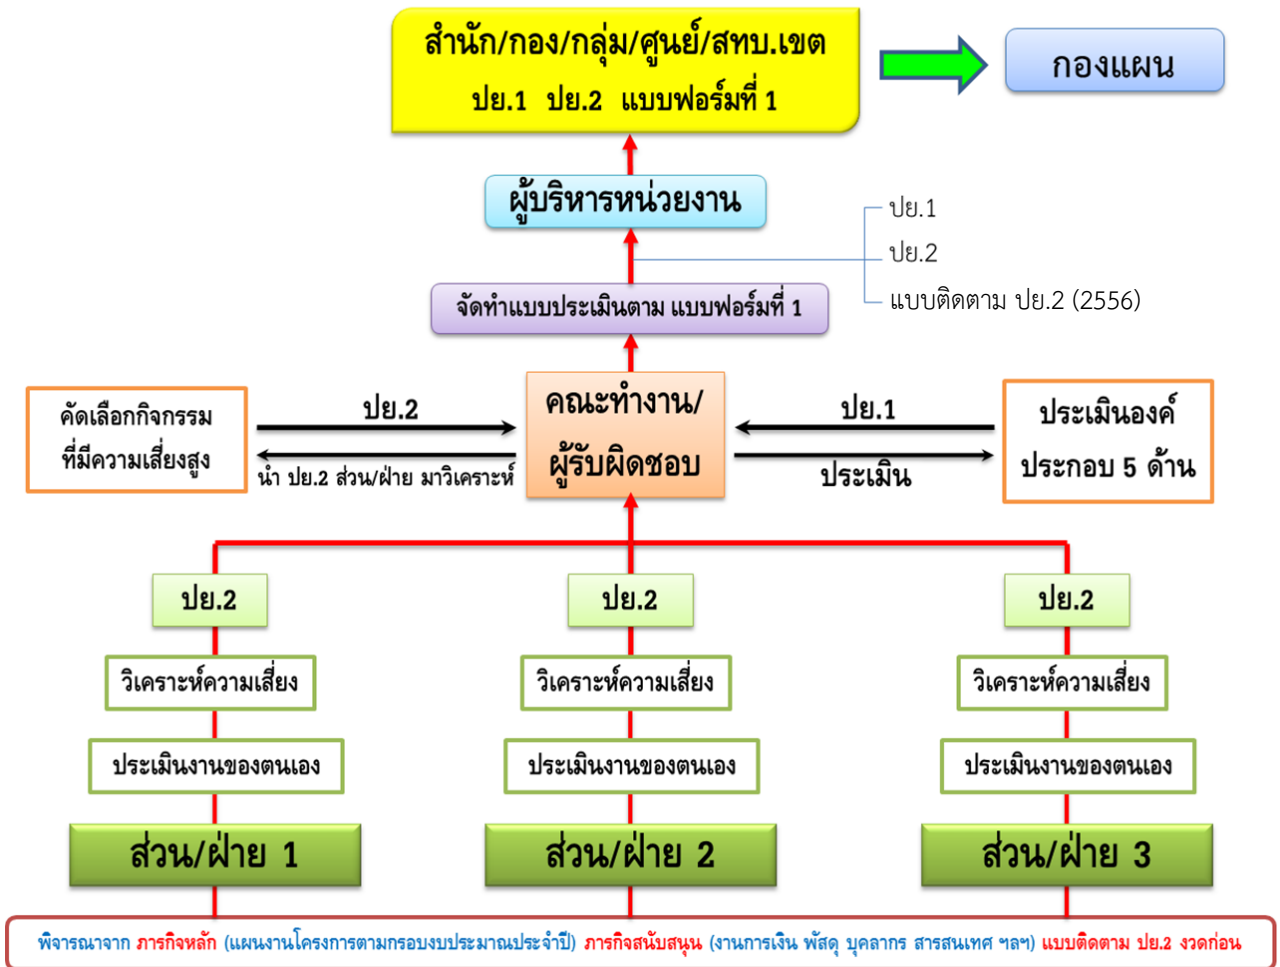 สำนัก/กอง/กลุ่ม/ศูนย์/สทบ.เขต
ปย.1 ปย.2 แบบฟอร์มที่ 1
กองแผน
ผู้บริหารหน่วยงาน
ปย.1
ปย.2
แบบติดตาม ปย.2 (2556)
จัดทำแบบประเมินตาม แบบฟอร์มที่ 1
คัดเลือกกิจกรรม
ที่มีความเสี่ยงสูง
ปย.2
นำ ปย.2 ส่วน/ฝ่าย มาวิเคราะห์
คณะทำงาน/
ผู้รับผิดชอบ
ปย.1
ประเมิน
ประเมินองค์
ประกอบ 5 ด้าน
ปย.2
ปย.2
ปย.2
วิเคราะห์ความเสี่ยง
วิเคราะห์ความเสี่ยง
วิเคราะห์ความเสี่ยง
ประเมินงานของตนเอง
ประเมินงานของตนเอง
ประเมินงานของตนเอง
ส่วน/ฝ่าย 1
ส่วน/ฝ่าย 2
ส่วน/ฝ่าย 3
พิจารณาจาก ภารกิจหลัก (แผนงานโครงการตามกรอบงบประมาณประจำปี) ภารกิจสนับสนุน (งานการเงิน พัสดุ บุคลากร สารสนเทศ ฯลฯ) แบบติดตาม ปย.2 งวดก่อน